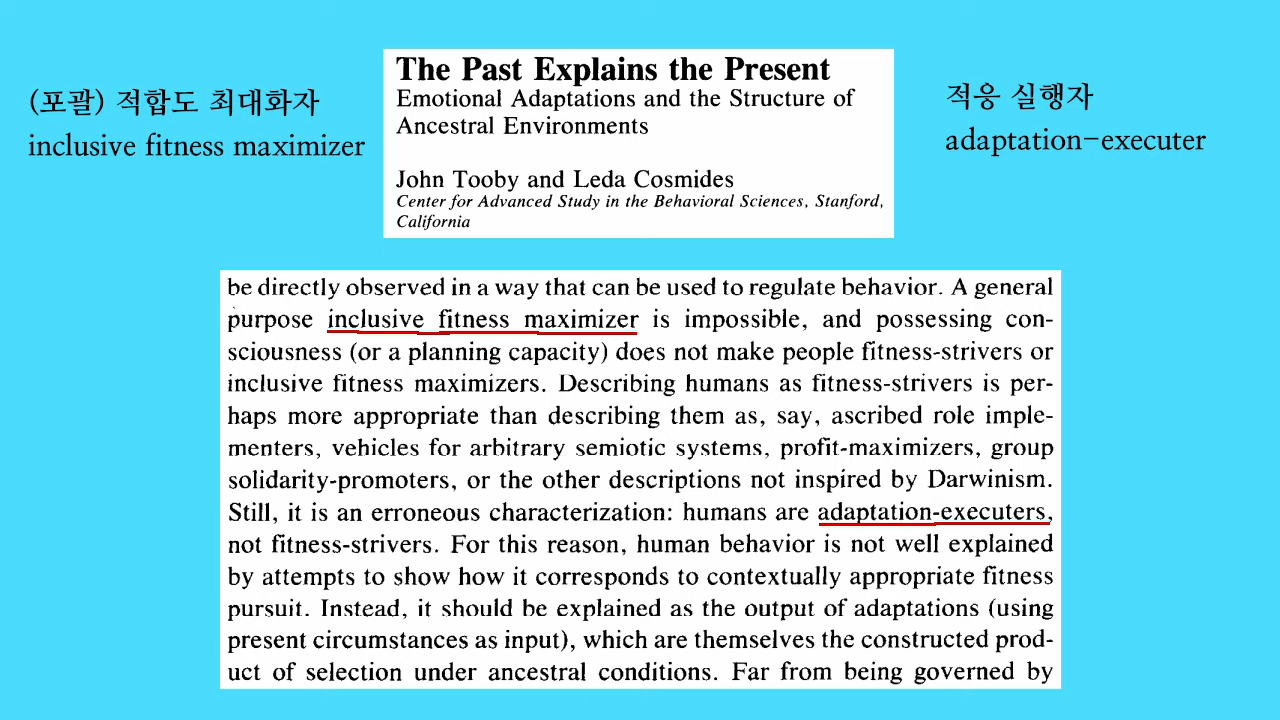 (포괄) 적합도 최대화자
inclusive fitness maximizer
The Past Explains the Present
Emotional Adaptations and the Structure of
Ancestral Environments
John Tooby and Leda Cosmides
Center for Advanced Study in the Behavioral Sciences, Stanford,
California
적응 실행자
adaptation-executer
be directly observed in a way that can be used to regulate behavior. A general
purpose inclusive fitness maximizer is impossible, and possessing con-
sciousness (or a planning capacity) does not make people fitness-strivers or
inclusive fitness maximizers. Describing humans as fitness-strivers is per-
haps more appropriate than describing them as, say, ascribed role imple-
menters, vehicles for arbitrary semiotic systems, profit-maximizers, group
solidarity-promoters, or the other descriptions not inspired by Darwinism.
Still, it is an erroneous characterization: humans are adaptation-executers,
not fitness-strivers. For this reason, human behavior is not well explained
by attempts to show how it corresponds to contextually appropriate fitness
pursuit. Instead, it should be explained as the output of adaptations (using
present circumstances as input), which are themselves the constructed prod-
uct of selection under ancestral conditions. Far from being governed by